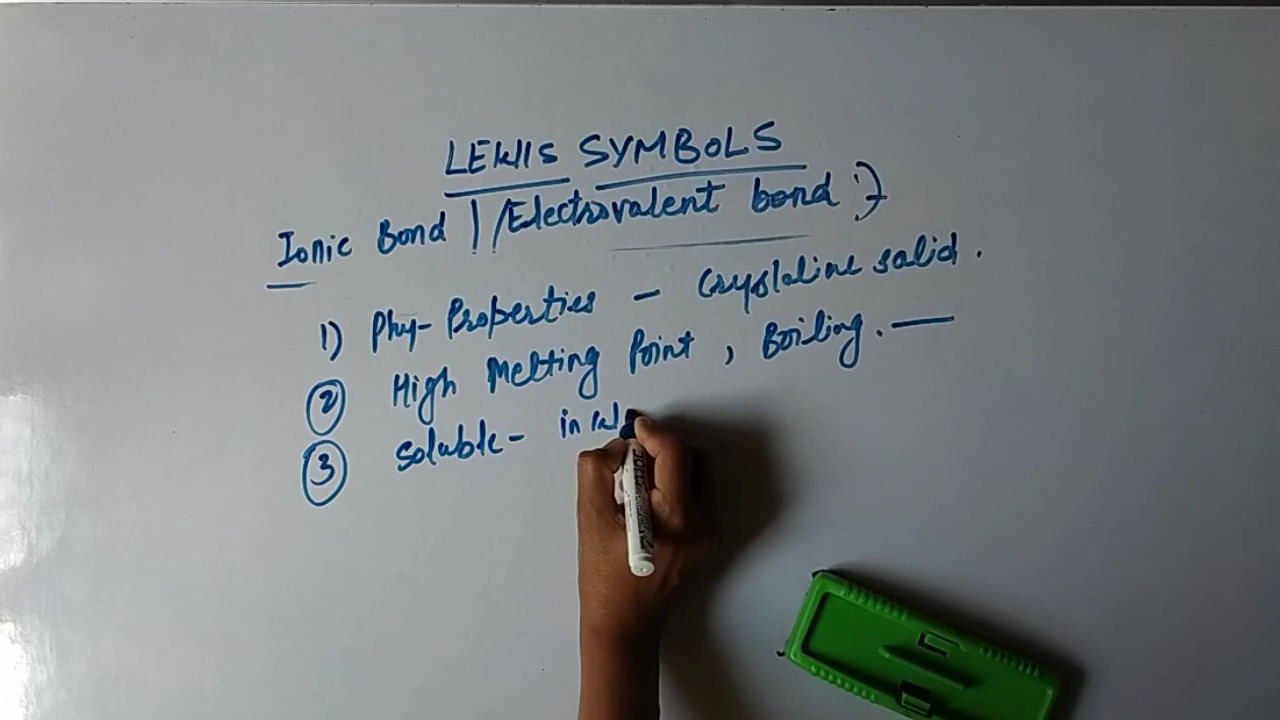 LEWIS SYMBOLS
Ionic Bond //Electrovalent bond :-
1) Phy- Properties - Crystaline solid.
2 High Melting Point, Boiling. —
3 Soluble - in